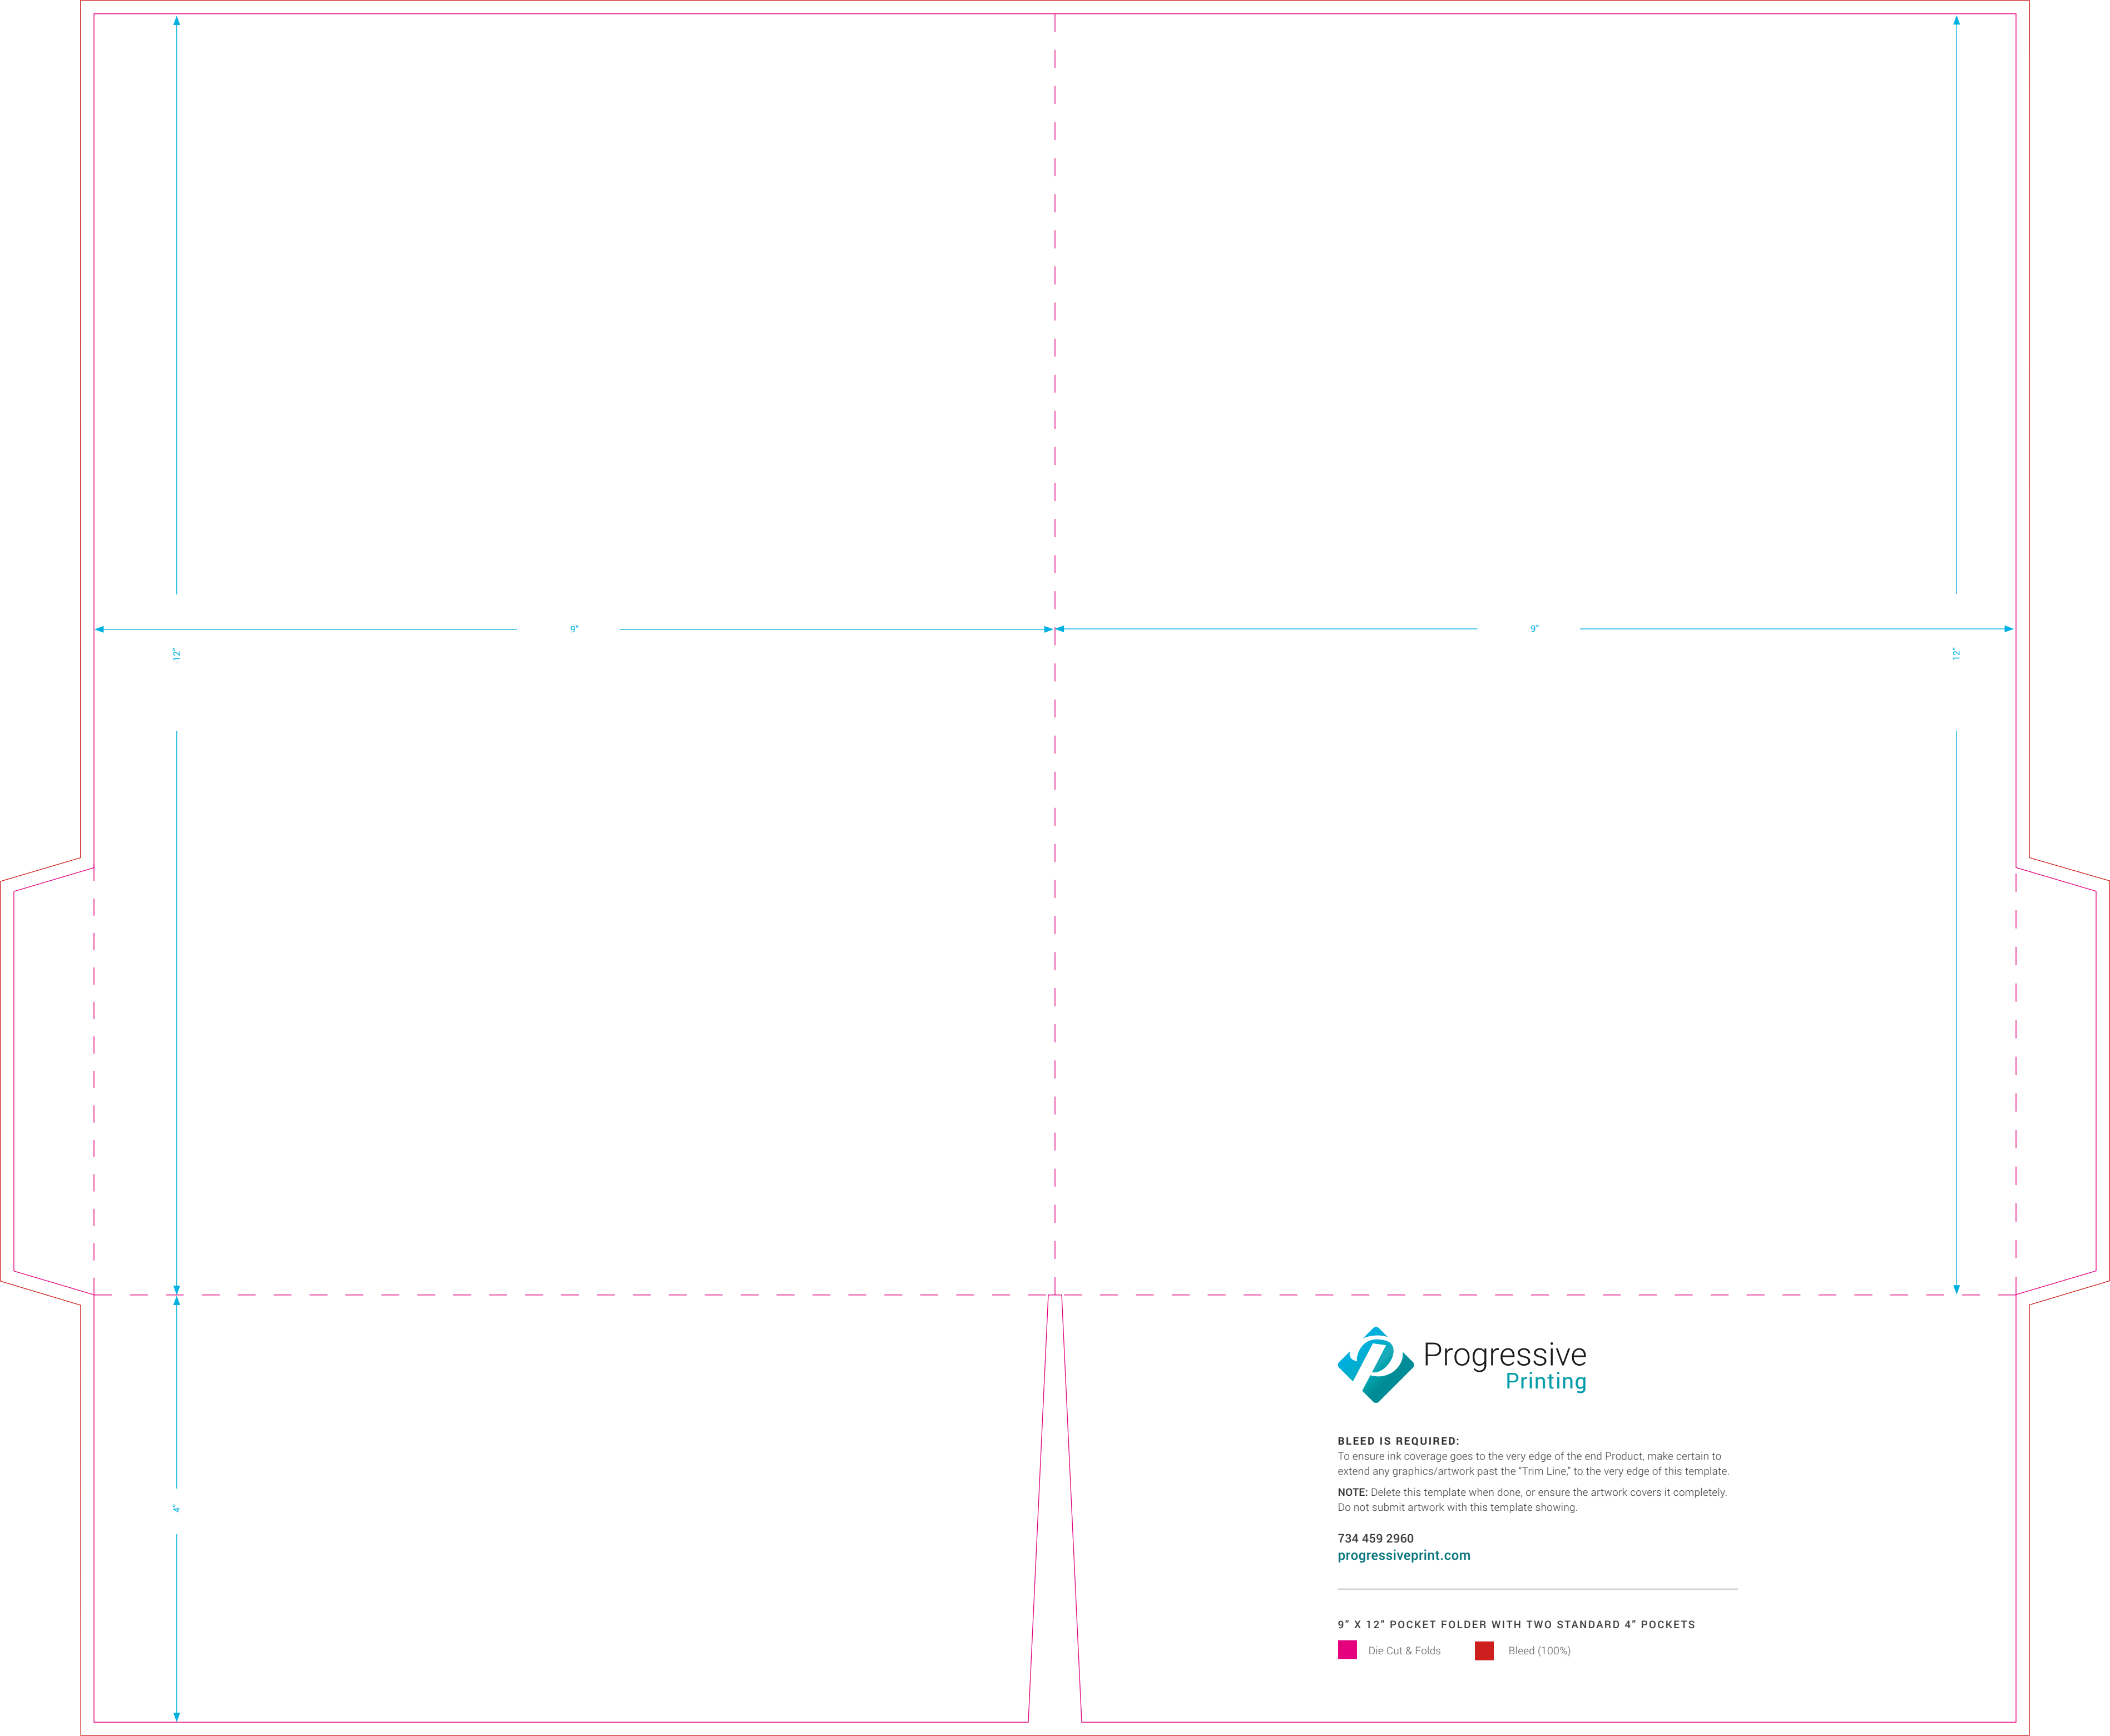 9”
9”
12”
12”
4”
Progressive
Printing
BLEED IS REQUIRED:
To ensure ink coverage goes to the very edge of the end Product, make certain to
extend any graphics/artwork past the “Trim Line,” to the very edge of this template.
NOTE: Delete this template when done, or ensure the artwork covers it completely.
Do not submit artwork with this template showing.
734 459 2960
progressiveprint.com
9” X 12” POCKET FOLDER WITH TWO STANDARD 4” POCKETS
Die Cut & Folds
Bleed (100%)